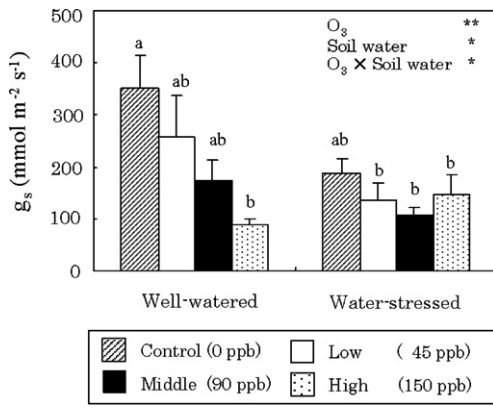 500
400
300
200
100
0
gs (mmol m-2 s-1)
O3 **
Soil water *
O3 × Soil water *
a
ab
ab
b
ab
b
b
b
Well-watered
Water-stressed
Control (0 ppb)
Low ( 45 ppb)
Middle (90 ppb)
High (150 ppb)